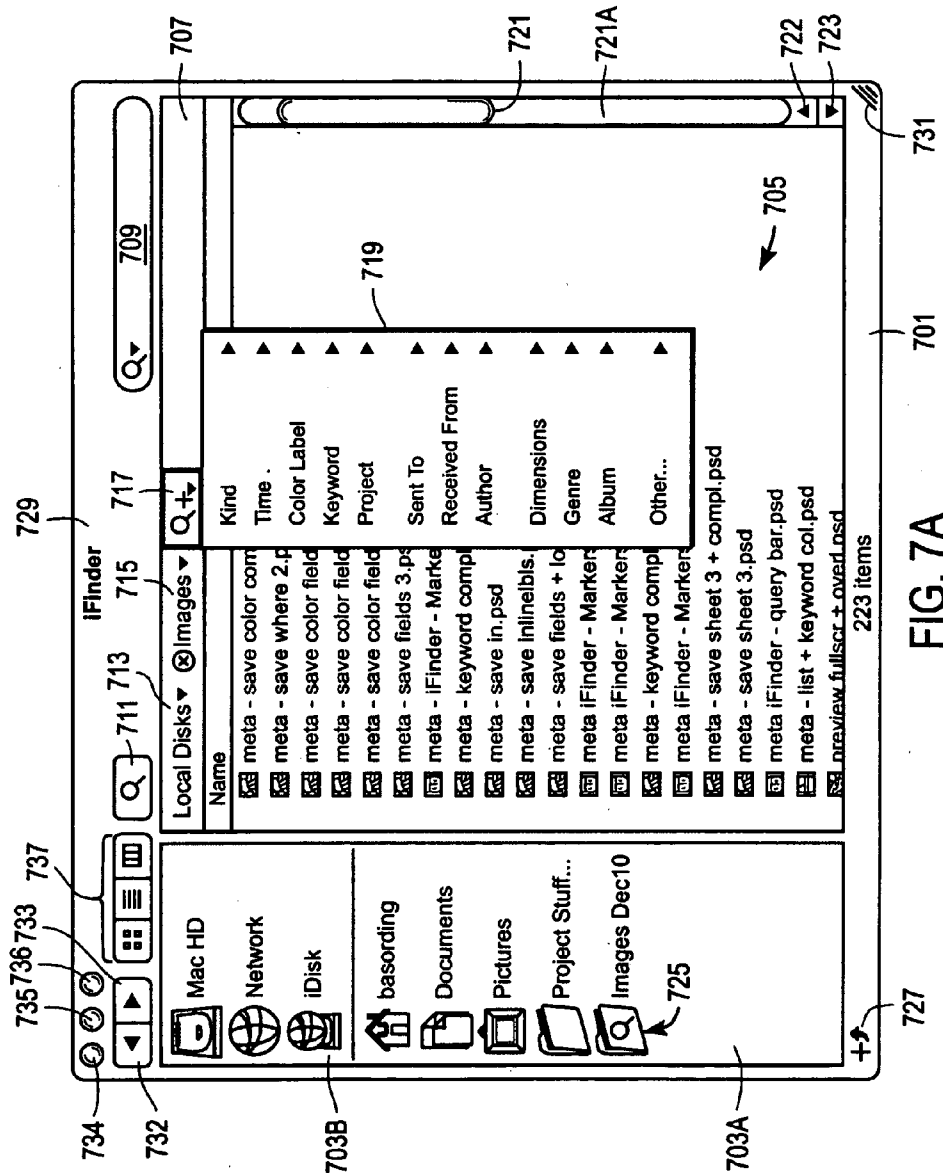 729
iFinder
734
735
736
733
737
711
713
715
717
709
707
732
Local Disks
Images
Name
Mac HD
Network
iDisk
basording
Documents
Pictures
Project Stuff...
Images Dec10
725
703B
703A
727
meta - save color com
meta - save where 2.p
meta - save color field
meta - save color field
meta - save color field
meta - save fields 3.ps
meta - iFinder - Marke
meta - keyword compl
meta - save in.psd
meta - save inlinelbls.
meta - save fields + lo
meta iFinder - Markers
meta iFinder - Markers
meta - keyword compl
meta iFinder - Markers
meta - save sheet 3 + compl.psd
meta - save sheet 3.psd
meta iFinder - query bar.psd
meta - list + keyword col.psd
preview fullscr + overl.psd
Kind
Time
Color Label
Keyword
Project
Sent To
Received From
Author
Dimensions
Genre
Album
Other...
719
721
721A
722
723
705
223 items
701
731
FIG. 7A